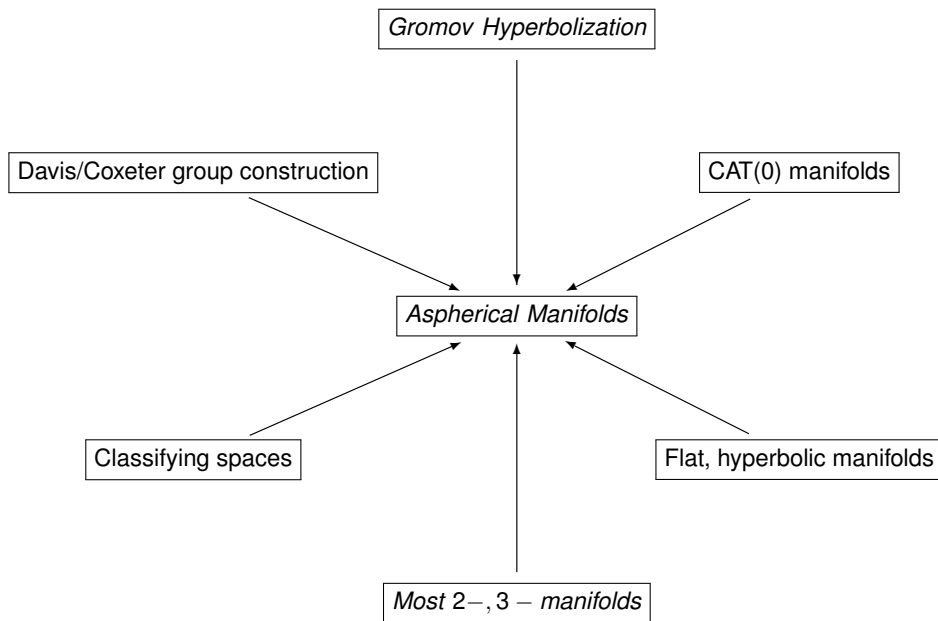 Gromov Hyperbolization
Davis/Coxeter group construction
CAT(0) manifolds
Aspherical Manifolds
Classifying spaces
Flat, hyperbolic manifolds
Most 2−, 3 − manifolds